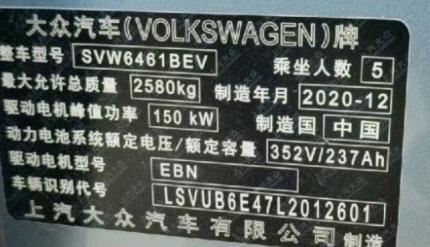 大众汽车(VOLKSWAGEN)牌
整车型号 SVW6461BEV 乘坐人数 5
最大允许总质量 2580kg 制造年月 2020-12
驱动电机峰值功率 150 kW 制造国 中国
动力电池系统额定电压/额定容量 352V/237Ah
驱动电机型号 EBN
车辆识别代号 LSVUB6E47L2012601
上汽大众汽车有限公司 制造